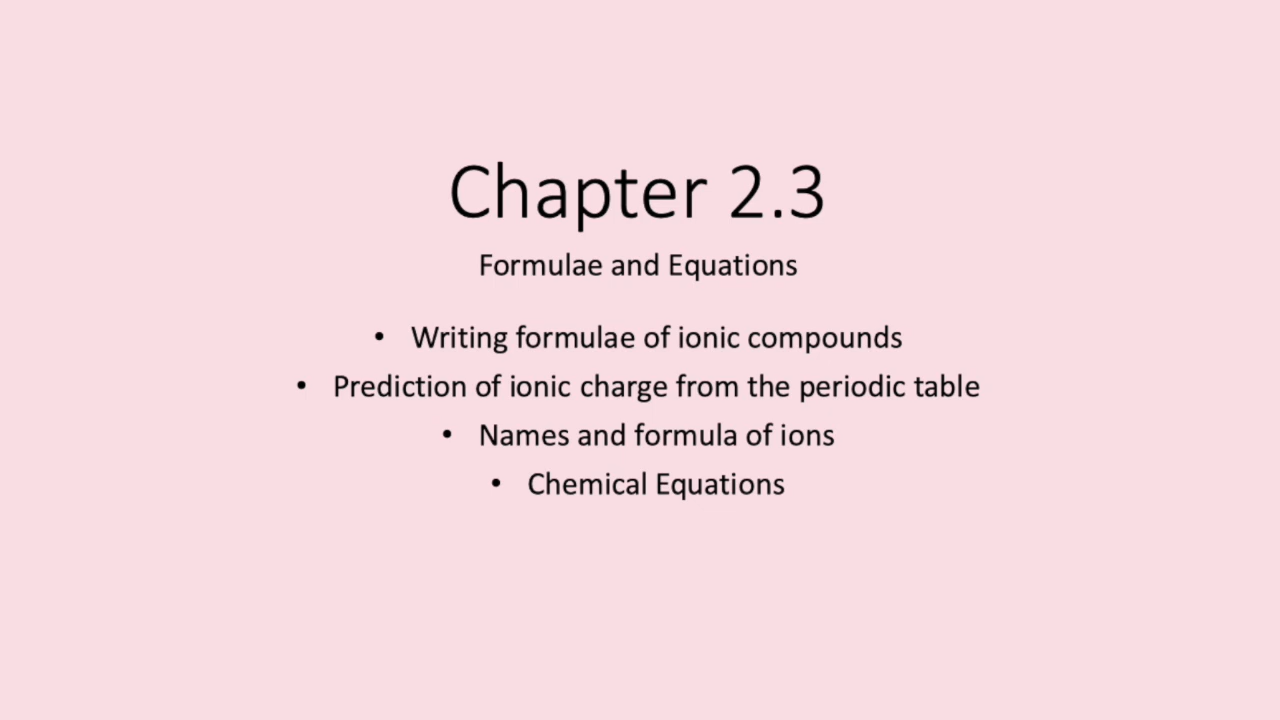 Chapter 2.3
Formulae and Equations
• Writing formulae of ionic compounds
• Prediction of ionic charge from the periodic table
• Names and formula of ions
• Chemical Equations